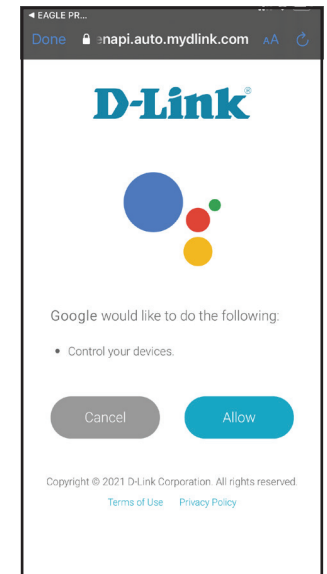 ◀ EAGLE PR...
Done enapi.auto.mydlink.com AA
D-Link®
Google would like to do the following:
• Control your devices.
Cancel Allow
Copyright © 2021 D-Link Corporation. All rights reserved.
Terms of Use Privacy Policy